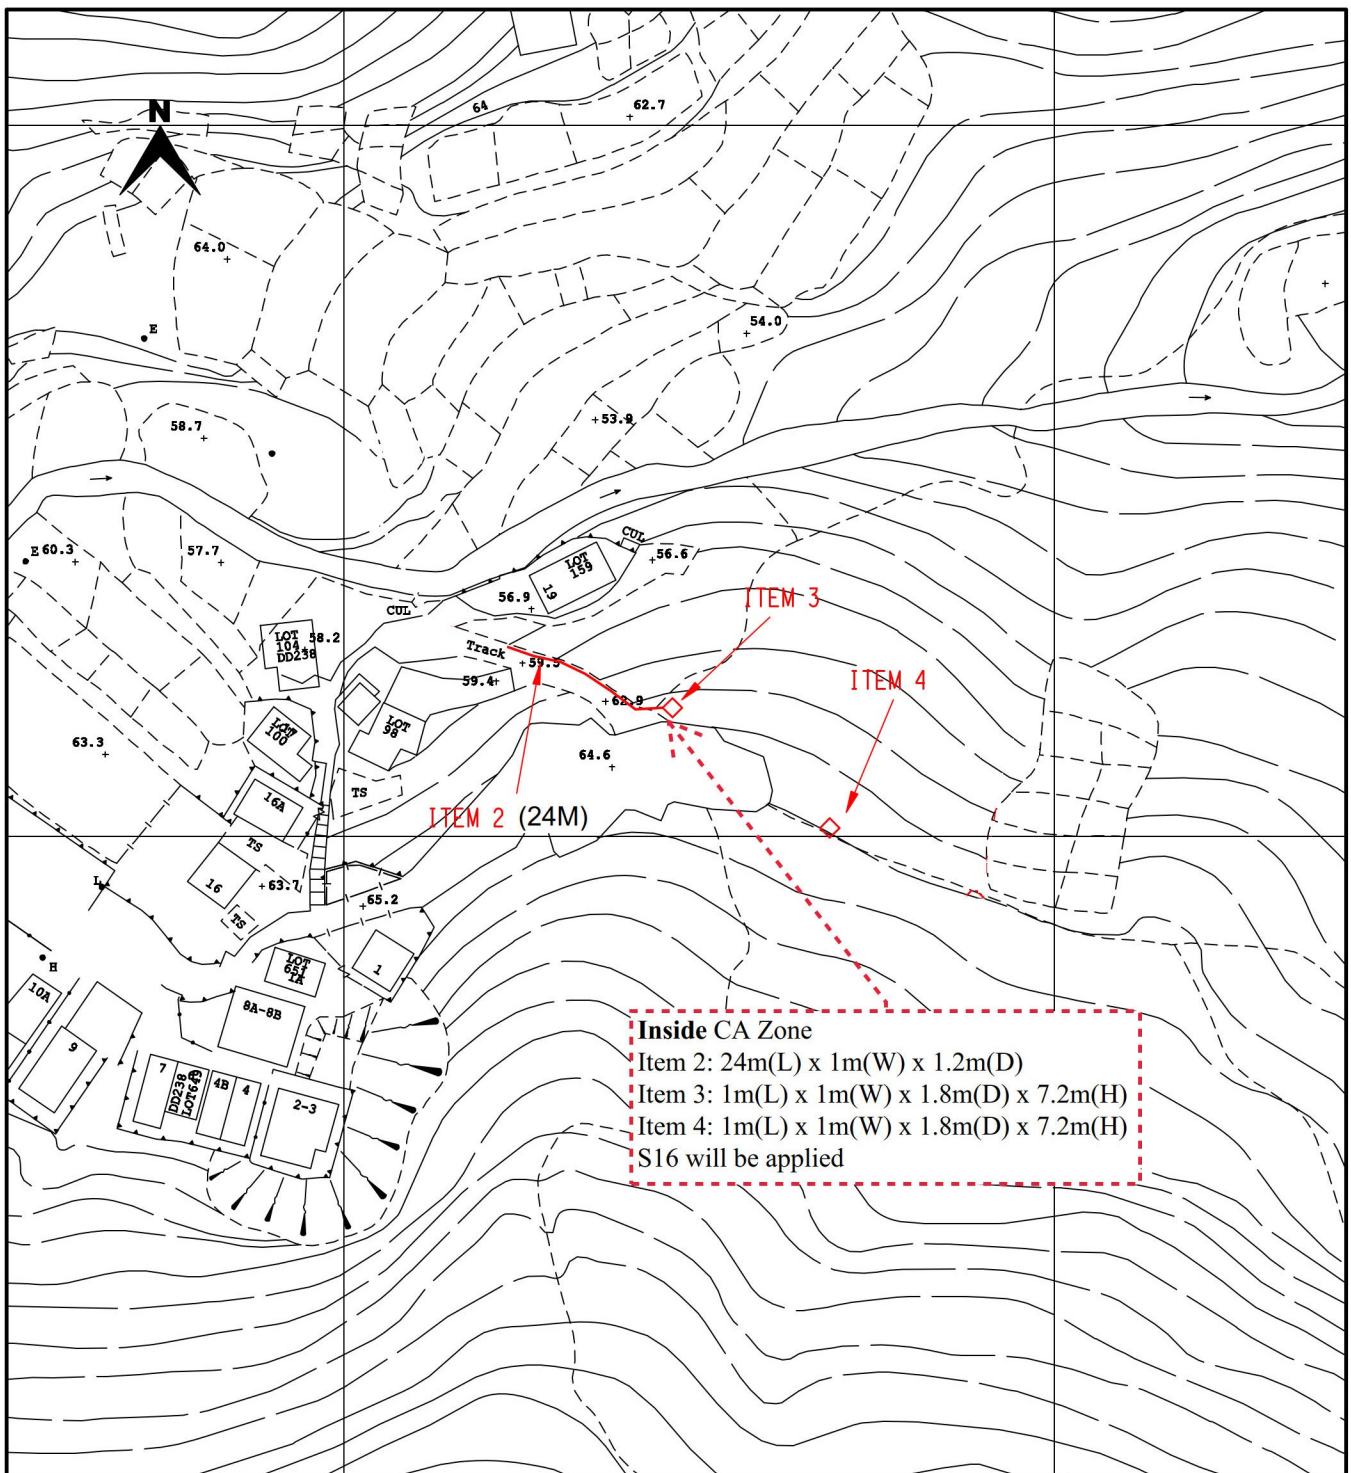 64
62.7
N
64.0
E
54.0
53.9
58.7
E 60.3
57.7
CUL
LOT
159
19
56.6
56.9
CUL
ITEM 3
LOT
104
DD238
58.2
Track
59.5
59.4
ITEM 4
62.9
LOT
98
LOT
100
63.3
64.6
TS
16A
ITEM 2 (24M)
TS
L
16
63.7
65.2
TS
H
LOT
651
1A
1
10A
8A-8B
9
7
DD238
LOT649
4B
4
2-3
Inside CA Zone
Item 2: 24m(L) x 1m(W) x 1.2m(D)
Item 3: 1m(L) x 1m(W) x 1.8m(D) x 7.2m(H)
Item 4: 1m(L) x 1m(W) x 1.8m(D) x 7.2m(H)
S16 will be applied